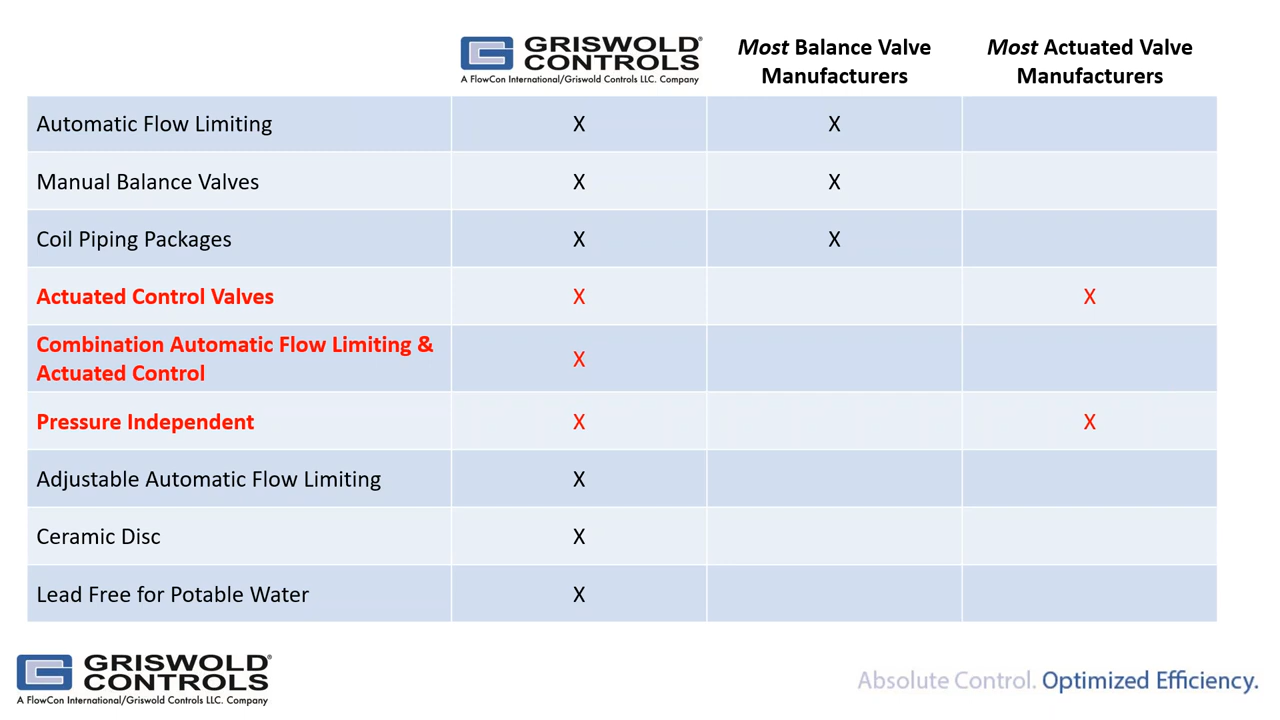 GRISWOLD®
CONTROLS
A FlowCon International/Griswold Controls LLC. Company
Most Balance Valve
Manufacturers
Most Actuated Valve
Manufacturers
Automatic Flow Limiting X X
Manual Balance Valves X X
Coil Piping Packages X X
Actuated Control Valves X X
Combination Automatic Flow Limiting &
Actuated Control X
Pressure Independent X X
Adjustable Automatic Flow Limiting X
Ceramic Disc X
Lead Free for Potable Water X
GRISWOLD®
CONTROLS
A FlowCon International/Griswold Controls LLC. Company
Absolute Control. Optimized Efficiency.